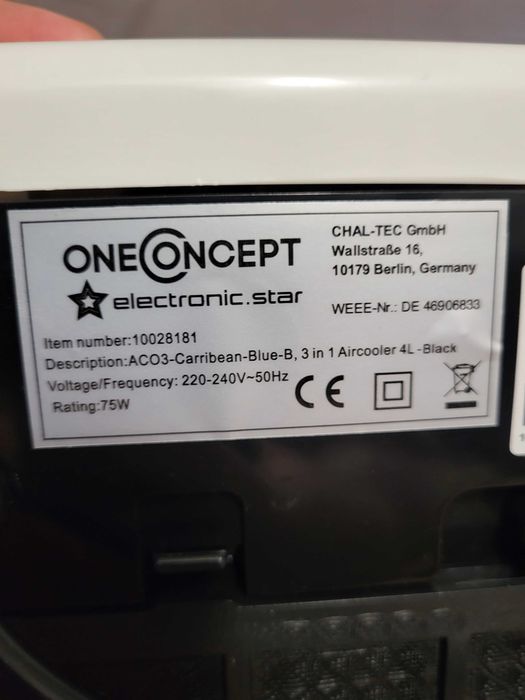 ONECONCEPT
electronic.star
CHAL-TEC GmbH
Wallstraße 16,
10179 Berlin, Germany
WEEE-Nr.: DE 46906833
Item number:10028181
Description:ACO3-Carribean-Blue-B, 3 in 1 Aircooler 4L -Black
Voltage/Frequency: 220-240V~50Hz
Rating:75W
CE